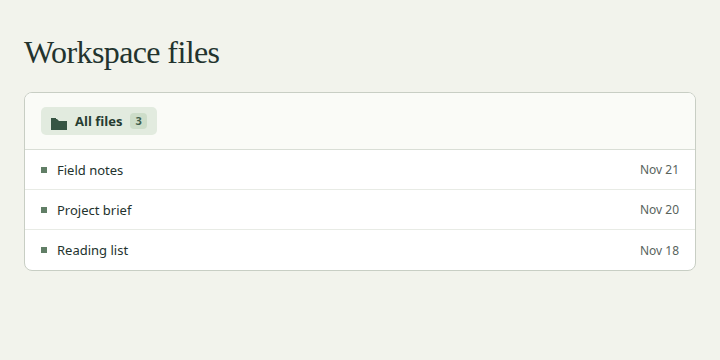 Workspace files
All files 3
Field notes Nov 21
Project brief Nov 20
Reading list Nov 18